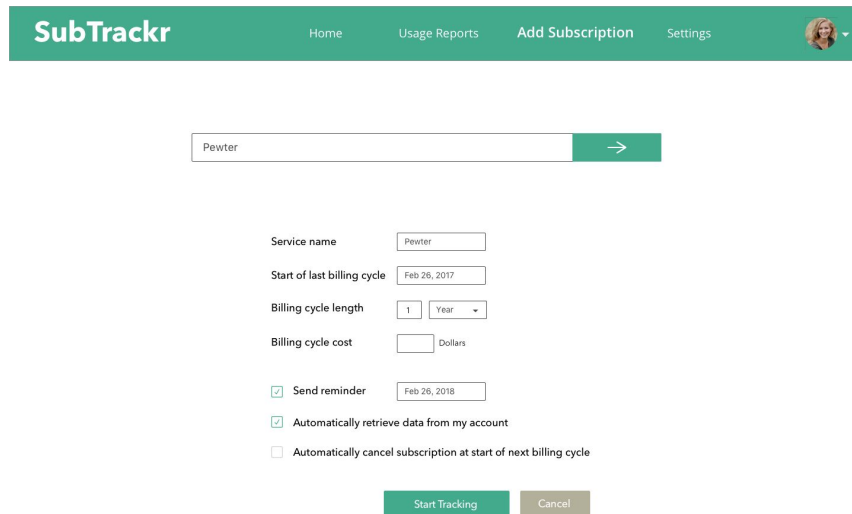 SubTrackr Home Usage Reports Add Subscription Settings
Pewter
Service name Pewter
Start of last billing cycle Feb 26, 2017
Billing cycle length 1 Year
Billing cycle cost Dollars
Send reminder Feb 26, 2018
Automatically retrieve data from my account
Automatically cancel subscription at start of next billing cycle
Start Tracking Cancel